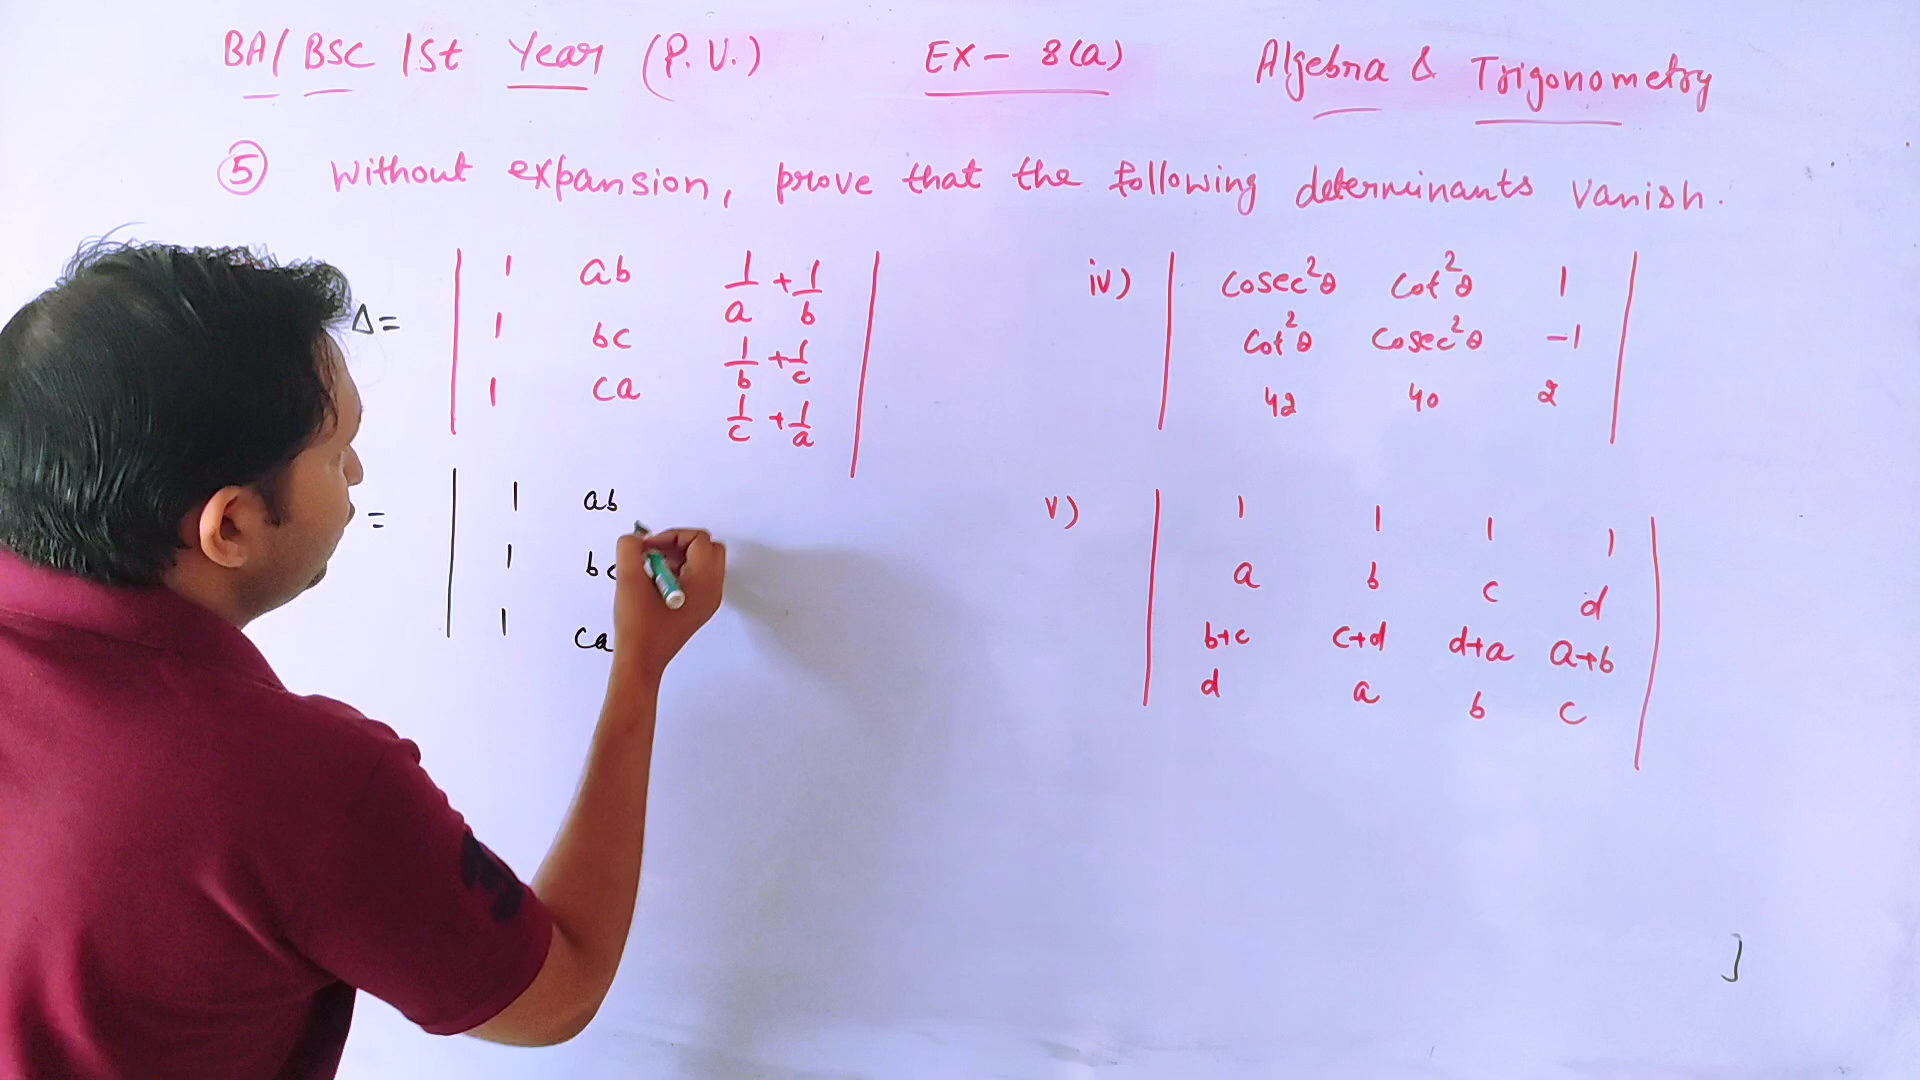 BA/ BSC 1St Year (P.U.) EX- 8(a) Algebra & Trigonometry
⑤ Without expansion, prove that the following determinants vanish.
Δ= | 1 ab 1/a + 1/b |
| 1 bc 1/b + 1/c |
| 1 ca 1/c + 1/a |
= | 1 ab
| 1 bc
| 1 ca
iv) | cosec²θ cot²θ 1 |
| cot²θ cosec²θ -1 |
| 42 40 2 |
v) | 1 1 1 1 |
| a b c d |
| b+c c+d d+a a+b |
| d a b c |